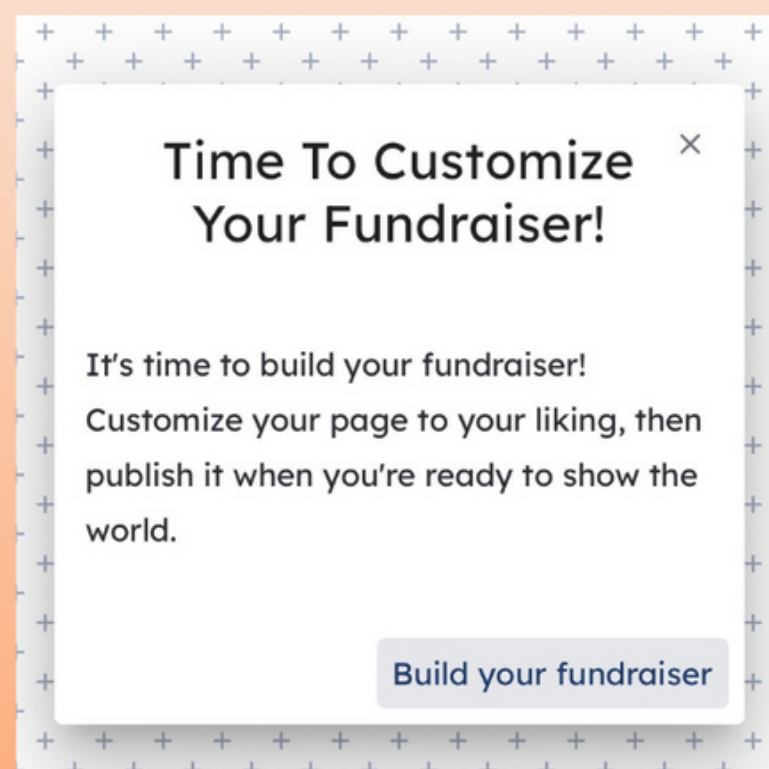 Time To Customize
Your Fundraiser!
It's time to build your fundraiser!
Customize your page to your liking, then
publish it when you're ready to show the
world.
Build your fundraiser